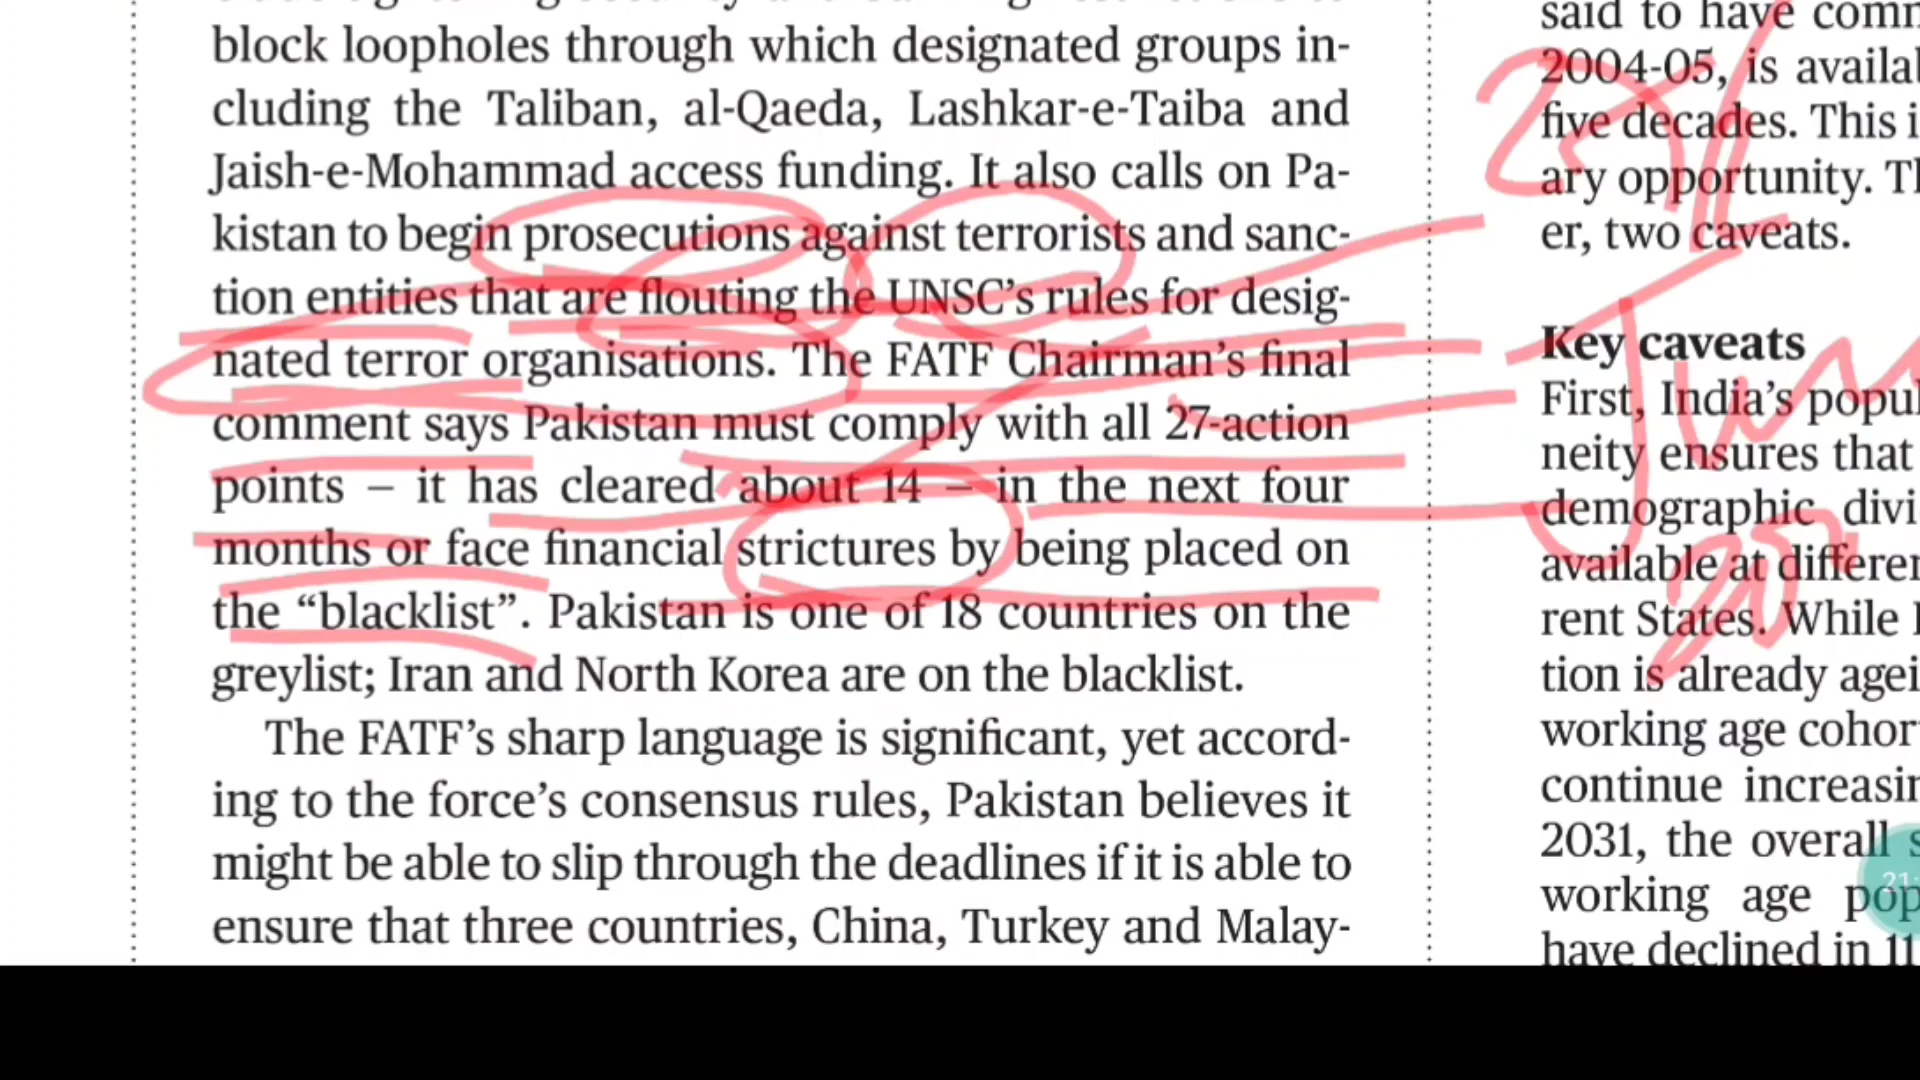 block loopholes through which designated groups in-
cluding the Taliban, al-Qaeda, Lashkar-e-Taiba and
Jaish-e-Mohammad access funding. It also calls on Pa-
kistan to begin prosecutions against terrorists and sanc-
tion entities that are flouting the UNSC's rules for desig-
nated terror organisations. The FATF Chairman's final
comment says Pakistan must comply with all 27-action
points – it has cleared about 14 – in the next four
months or face financial strictures by being placed on
the “blacklist”. Pakistan is one of 18 countries on the
greylist; Iran and North Korea are on the blacklist.
The FATF's sharp language is significant, yet accord-
ing to the force's consensus rules, Pakistan believes it
might be able to slip through the deadlines if it is able to
ensure that three countries, China, Turkey and Malay-
said to have
2004-05, is
five decades. This
ary opportunity.
er, two caveats.
Key caveats
First, India's
neity ensures that
demographic
available at
rent States. While
tion is already
working age
continue
2031, the overall
working age
have declined in 11